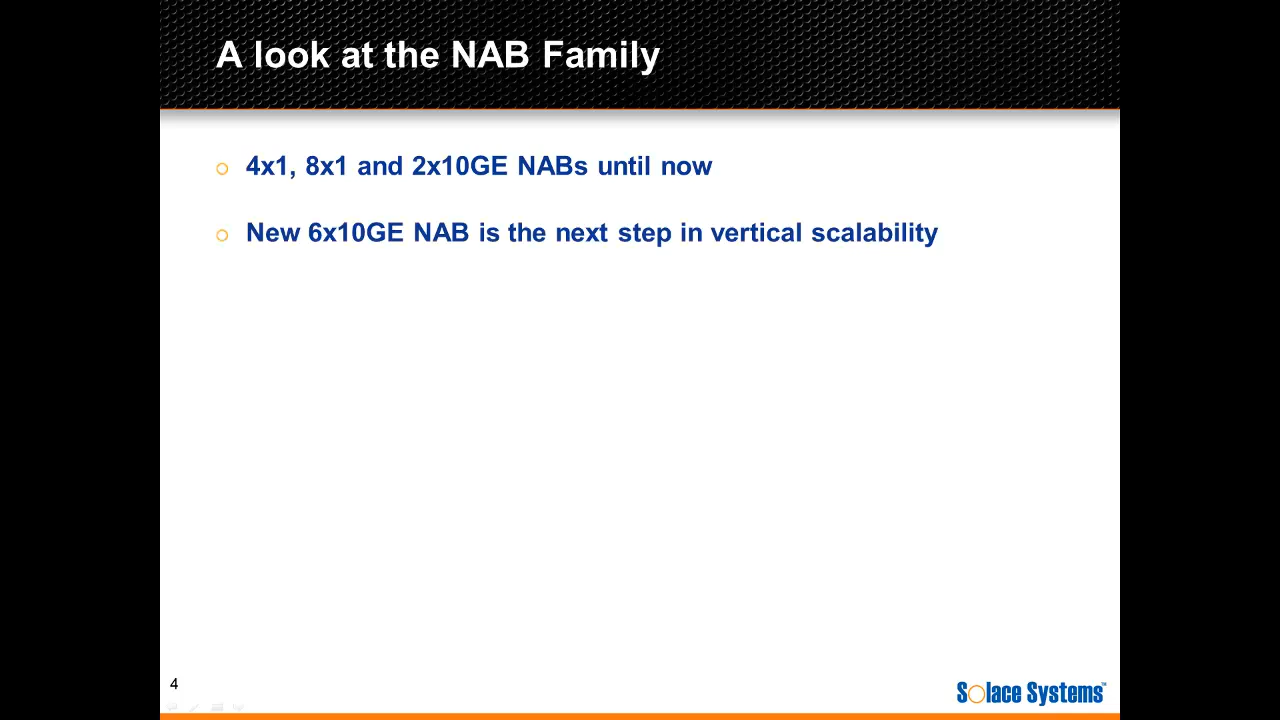 A look at the NAB Family
4x1, 8x1 and 2x10GE NABs until now
New 6x10GE NAB is the next step in vertical scalability
4
Solace Systems™